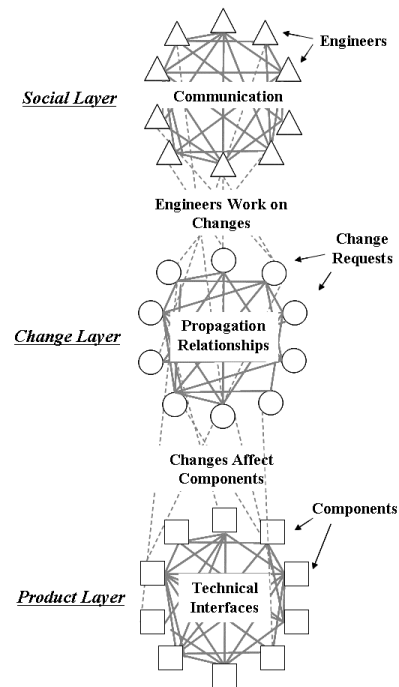 Engineers
Social Layer
Communication
Engineers Work on
Changes
Change
Requests
Propagation
Relationships
Change Layer
Changes Affect
Components
Components
Technical
Interfaces
Product Layer